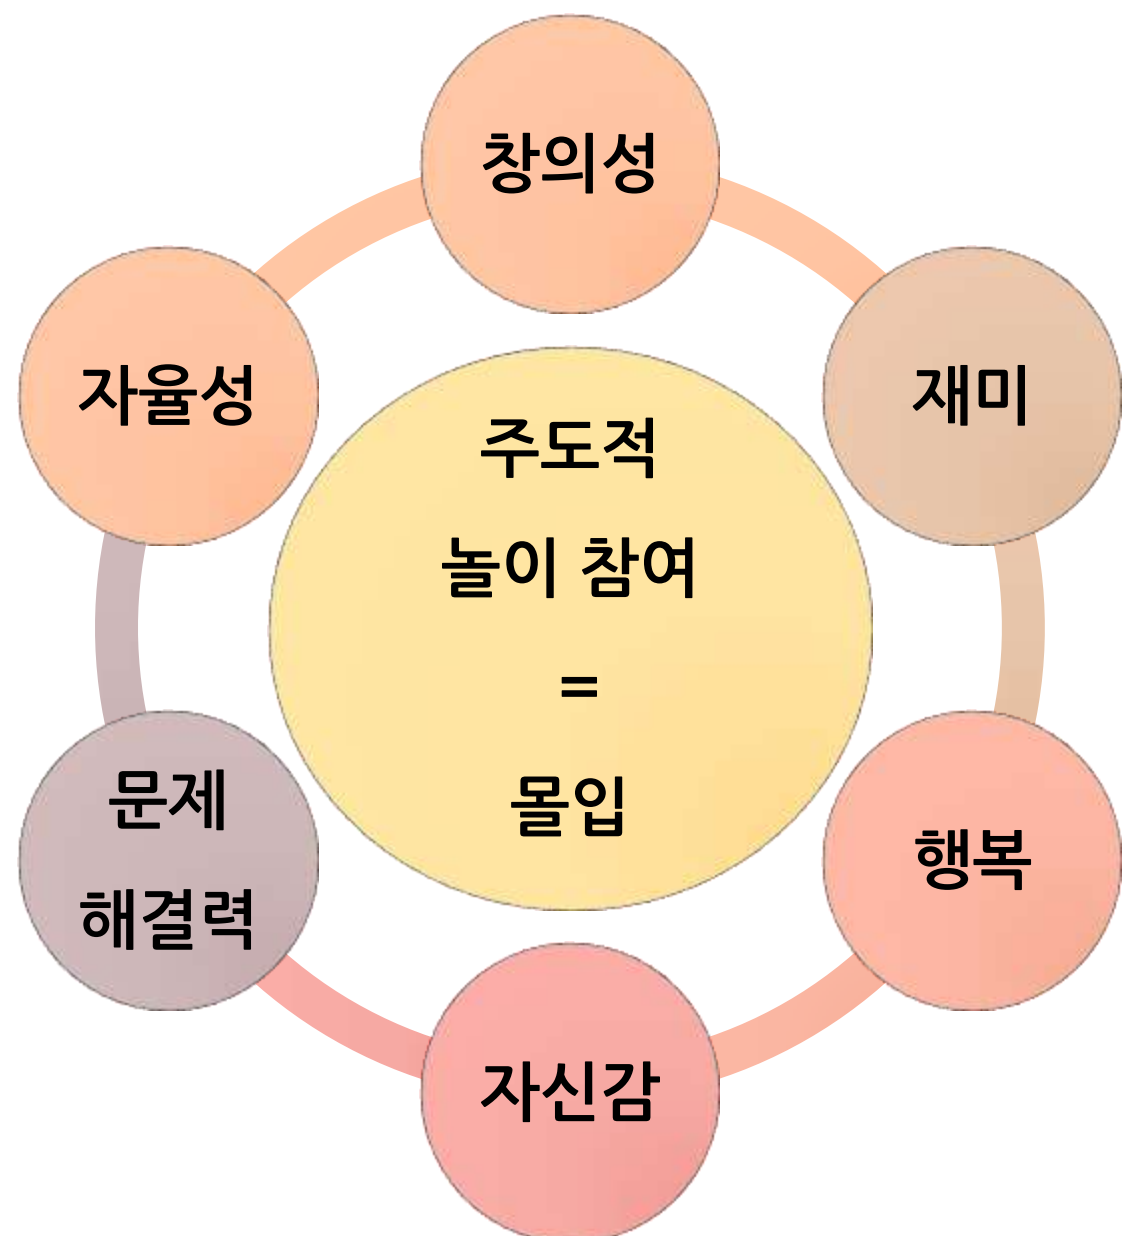 창의성
자율성
재미
주도적
놀이 참여
=
몰입
문제
해결력
행복
자신감